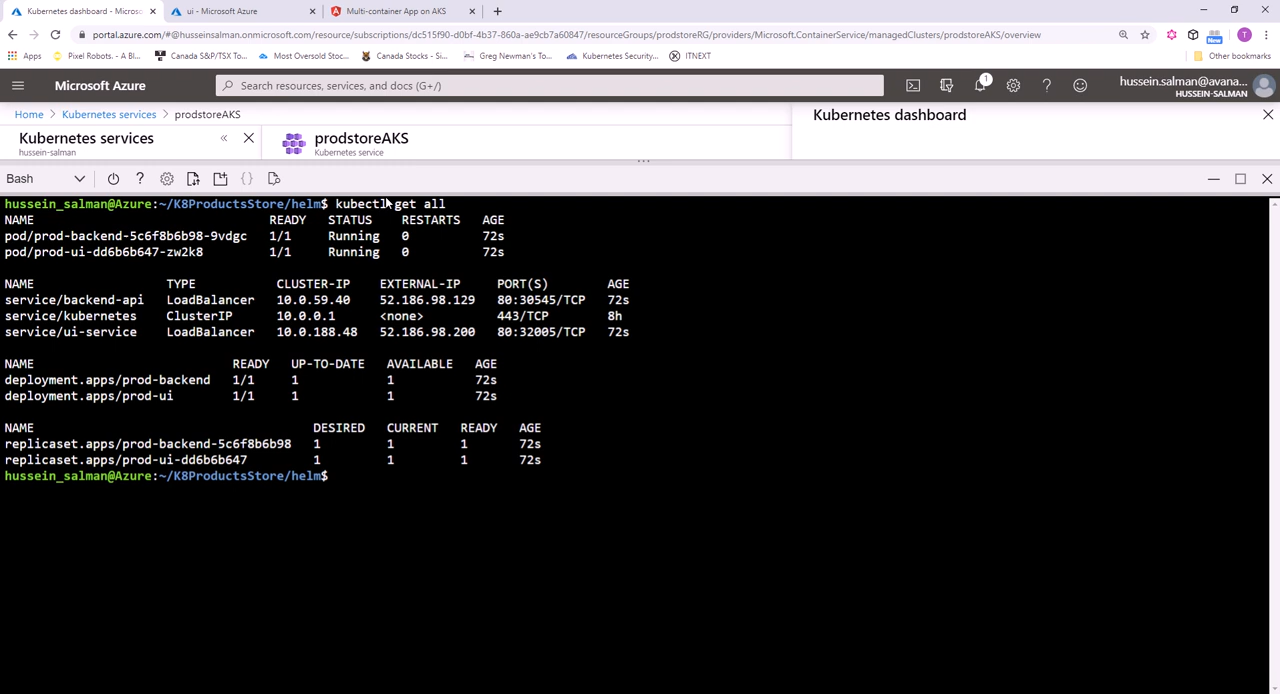 Kubernetes dashboard - Microso
ui - Microsoft Azure
Multi-container App on AKS
portal.azure.com/#@husseinsalman.onmicrosoft.com/resource/subscriptions/dc515f90-d0bf-4b37-860a-ae9cb7a60847/resourceGroups/prodstoreRG/providers/Microsoft.ContainerService/managedClusters/prodstoreAKS/overview
New
T
Apps
Pixel Robots. - A Bl...
Canada S&P/TSX To...
Most Oversold Stoc...
Canada Stocks - Si...
Greg Newman's To...
Kubernetes Security...
ITNEXT
Other bookmarks
Microsoft Azure
Search resources, services, and docs (G+/)
1
hussein.salman@avana...
HUSSEIN-SALMAN
Home > Kubernetes services > prodstoreAKS
Kubernetes services
hussein-salman
prodstoreAKS
Kubernetes service
Kubernetes dashboard
Bash
hussein_salman@Azure:~/K8ProductsStore/helm$ kubectl get all
NAME READY STATUS RESTARTS AGE
pod/prod-backend-5c6f8b6b98-9vdgc 1/1 Running 0 72s
pod/prod-ui-dd6b6b647-zw2k8 1/1 Running 0 72s
NAME TYPE CLUSTER-IP EXTERNAL-IP PORT(S) AGE
service/backend-api LoadBalancer 10.0.59.40 52.186.98.129 80:30545/TCP 72s
service/kubernetes ClusterIP 10.0.0.1 <none> 443/TCP 8h
service/ui-service LoadBalancer 10.0.188.48 52.186.98.200 80:32005/TCP 72s
NAME READY UP-TO-DATE AVAILABLE AGE
deployment.apps/prod-backend 1/1 1 1 72s
deployment.apps/prod-ui 1/1 1 1 72s
NAME DESIRED CURRENT READY AGE
replicaset.apps/prod-backend-5c6f8b6b98 1 1 1 72s
replicaset.apps/prod-ui-dd6b6b647 1 1 1 72s
hussein_salman@Azure:~/K8ProductsStore/helm$